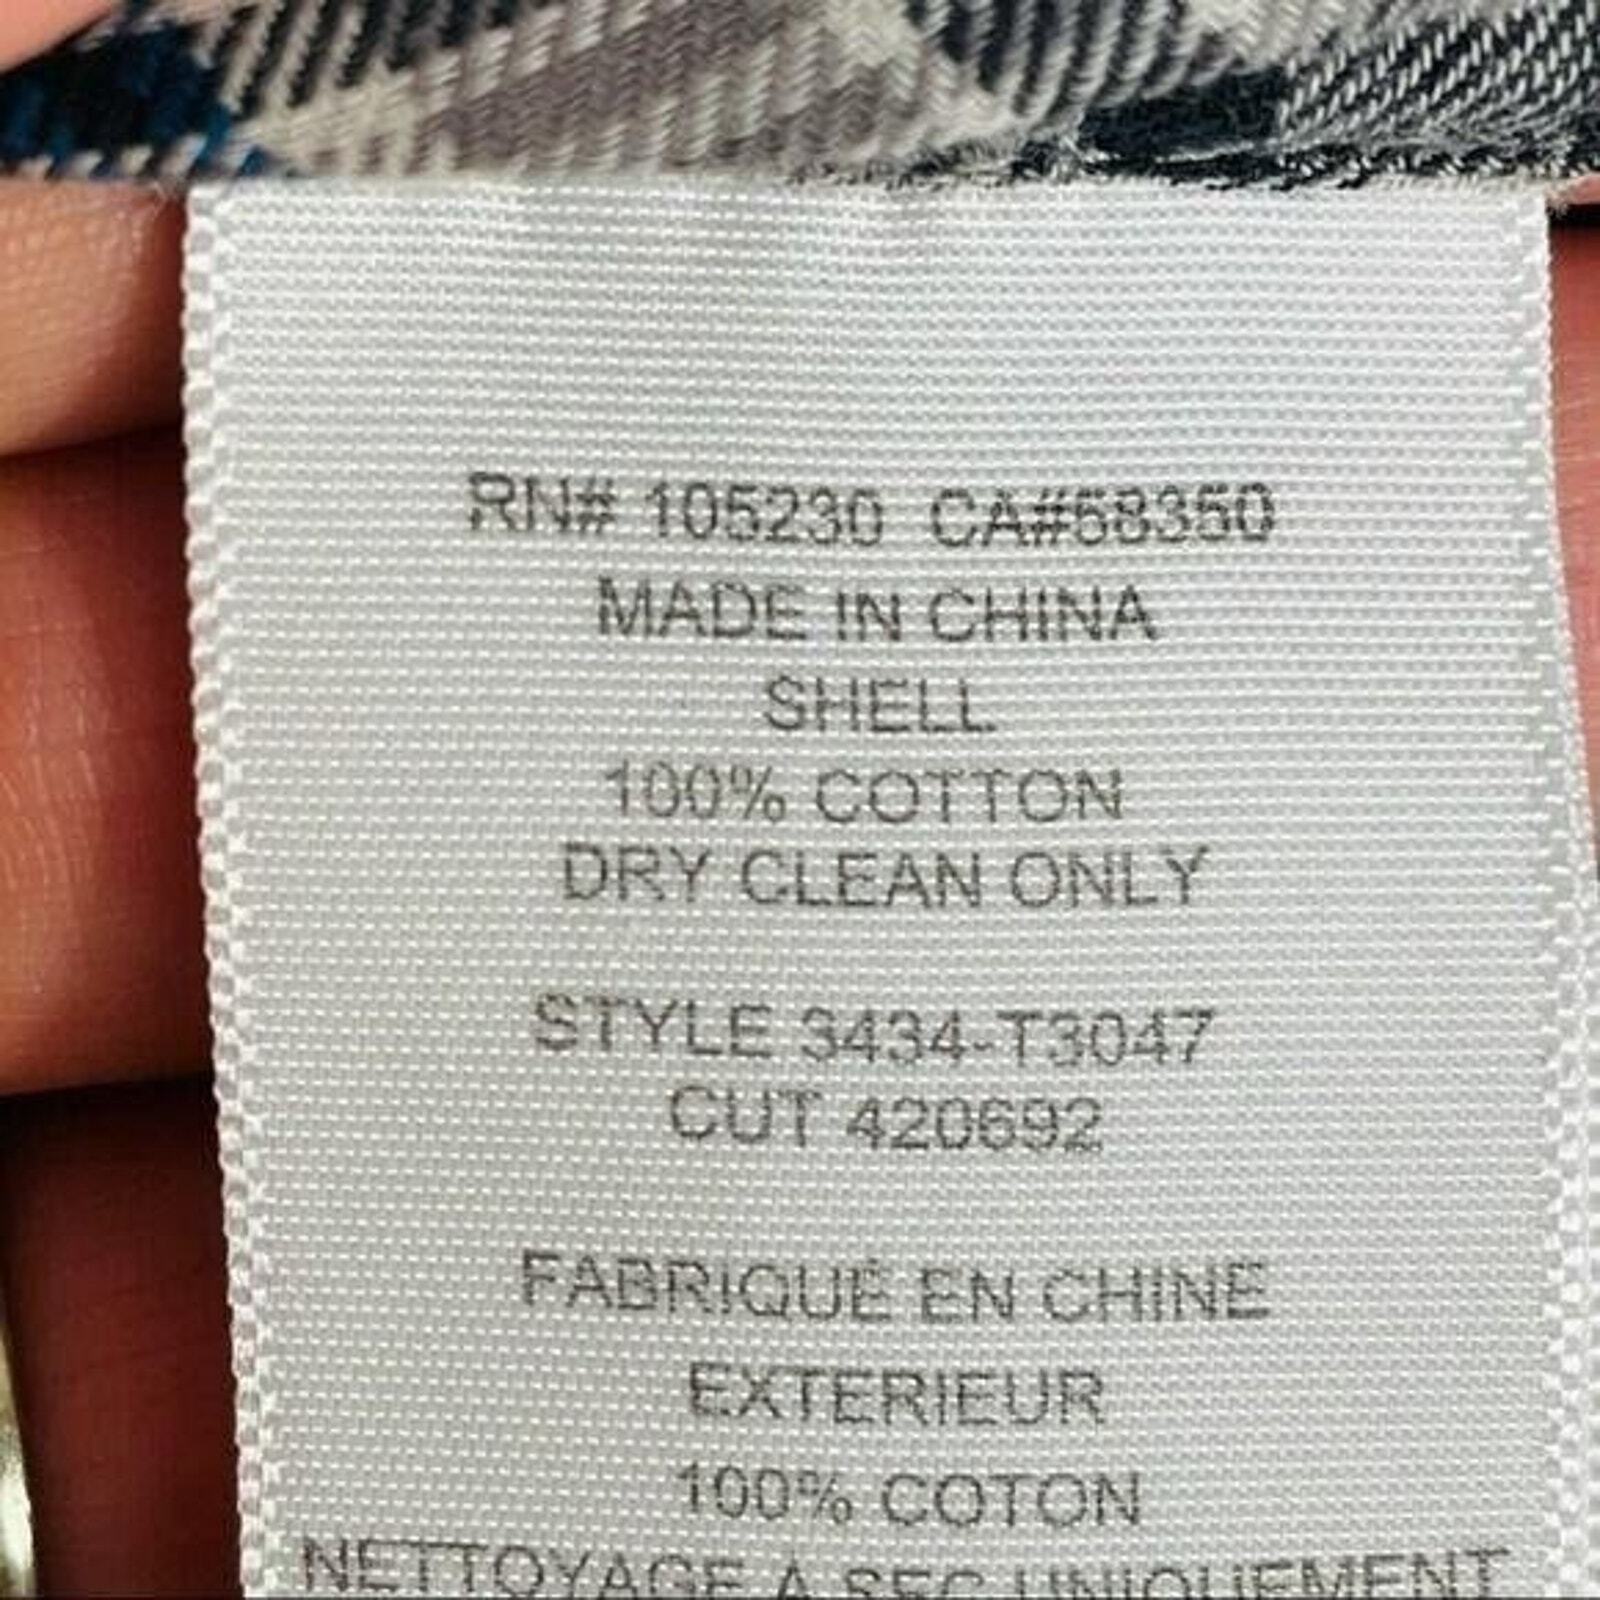 RN# 105230 CA#58350
MADE IN CHINA
SHELL
100% COTTON
DRY CLEAN ONLY
STYLE 3434-T3047
CUT 420692
FABRIQUÉ EN CHINE
EXTERIEUR
100% COTON
NETTOYAGE A SEC UNIQUEMENT